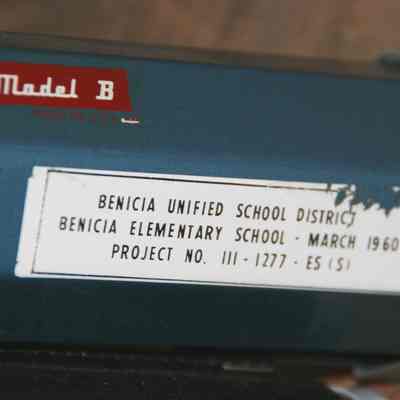 Model B
BENICIA UNIFIED SCHOOL DISTRICT
BENICIA ELEMENTARY SCHOOL - MARCH 1960
PROJECT NO. III - 1277 - ES (S)